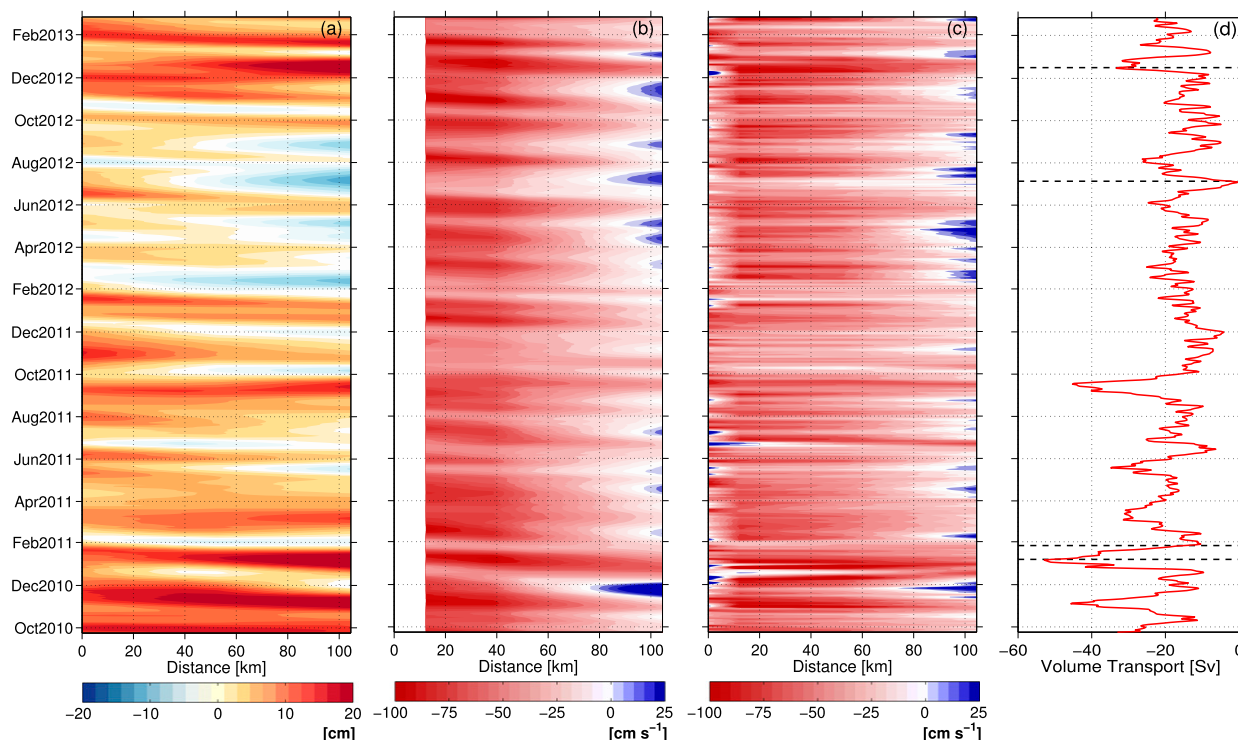 (a) (b) (c) (d)
Feb2013
Dec2012
Oct2012
Aug2012
Jun2012
Apr2012
Feb2012
Dec2011
Oct2011
Aug2011
Jun2011
Apr2011
Feb2011
Dec2010
Oct2010
0 20 40 60 80 100 0 20 40 60 80 100 0 20 40 60 80 100 −60 −40 −20 0
Distance [km] Distance [km] Distance [km] Volume Transport [Sv]
−20 −10 0 10 20 −100 −75 −50 −25 0 25 −100 −75 −50 −25 0 25
[cm] [cm s⁻¹] [cm s⁻¹]